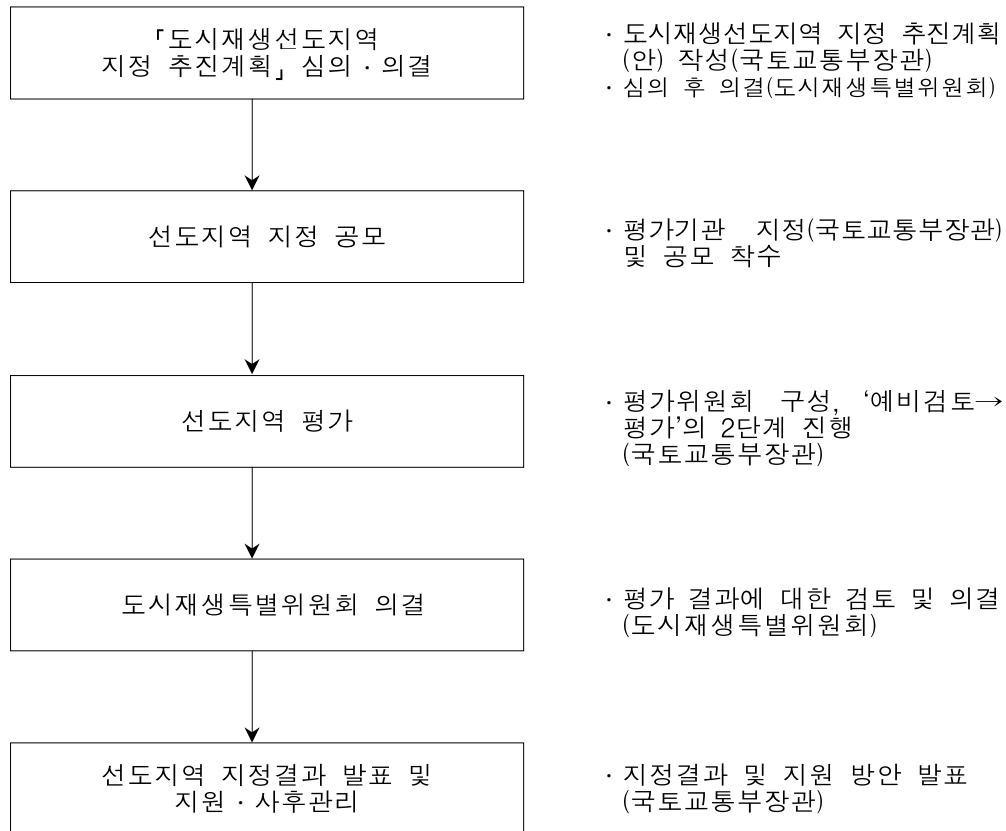 「도시재생선도지역
지정 추진계획」 심의 · 의결
· 도시재생선도지역 지정 추진계획
(안) 작성(국토교통부장관)
· 심의 후 의결(도시재생특별위원회)
선도지역 지정 공모
· 평가기관 지정(국토교통부장관)
및 공모 착수
선도지역 평가
· 평가위원회 구성, ‘예비검토→
평가’의 2단계 진행
(국토교통부장관)
도시재생특별위원회 의결
· 평가 결과에 대한 검토 및 의결
(도시재생특별위원회)
선도지역 지정결과 발표 및
지원 · 사후관리
· 지정결과 및 지원 방안 발표
(국토교통부장관)